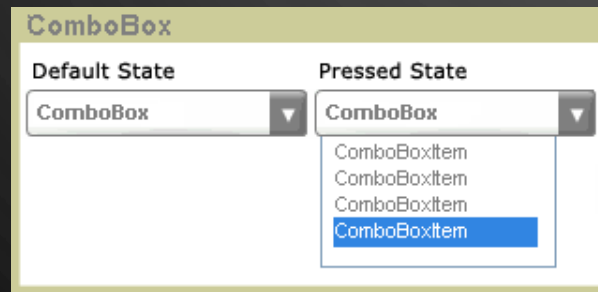 ComboBox
Default State
Pressed State
ComboBox
ComboBox
ComboBoxItem
ComboBoxItem
ComboBoxItem
ComboBoxItem